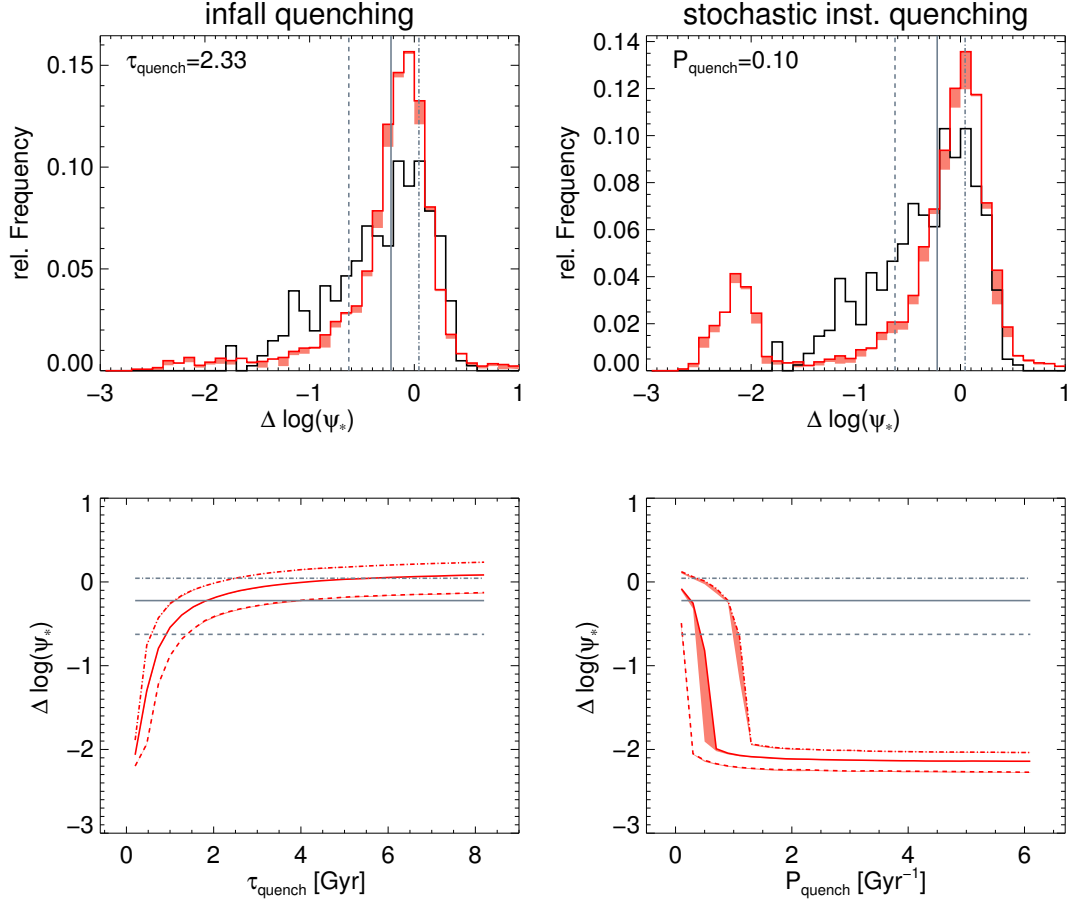 infall quenching
stochastic inst. quenching
τquench=2.33
Pquench=0.10
rel. Frequency
0.15
0.10
0.05
0.00
−3 −2 −1 0 1
Δ log(ψ*)
rel. Frequency
0.14
0.12
0.10
0.08
0.06
0.04
0.02
0.00
−3 −2 −1 0 1
Δ log(ψ*)
Δ log(ψ*)
1
0
−1
−2
−3
0 2 4 6 8
τquench [Gyr]
Δ log(ψ*)
1
0
−1
−2
−3
0 2 4 6
Pquench [Gyr⁻¹]